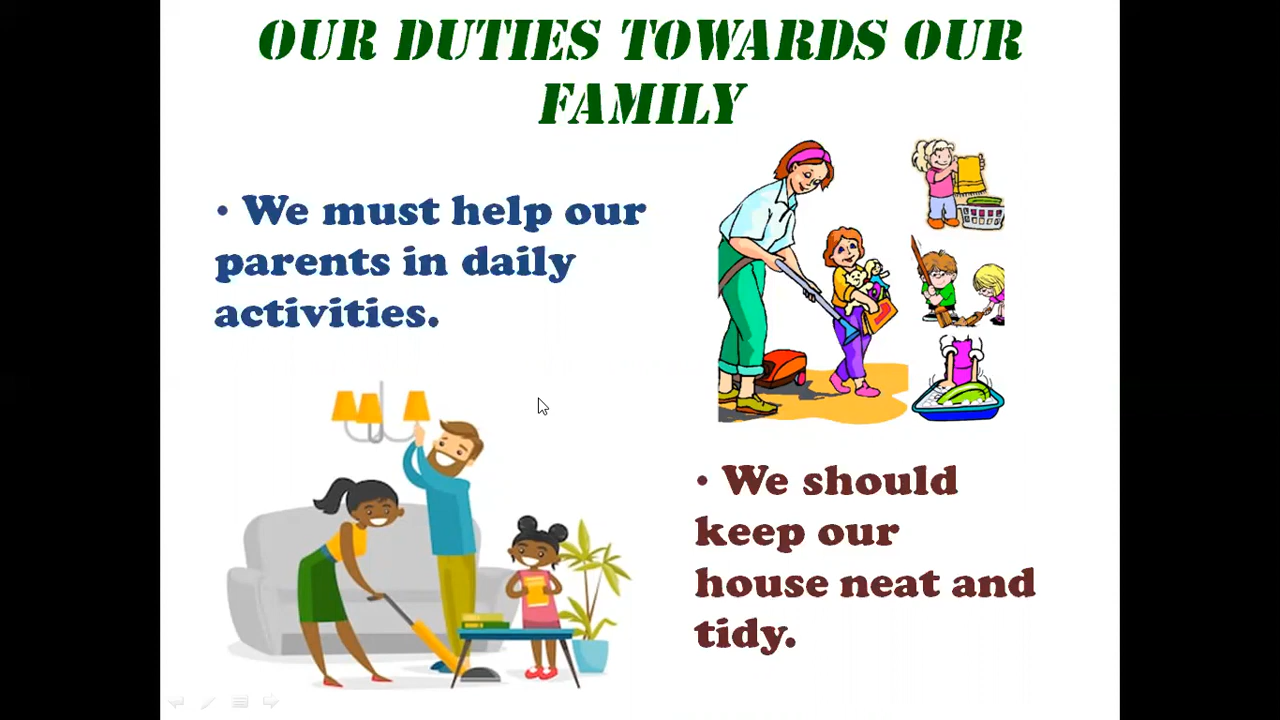 OUR DUTIES TOWARDS OUR
FAMILY
• We must help our
parents in daily
activities.
• We should
keep our
house neat and
tidy.